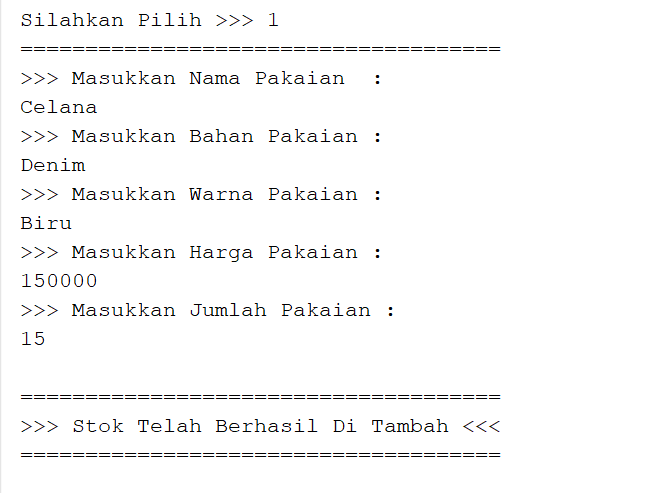 Silahkan Pilih >>> 1
=====================================
>>> Masukkan Nama Pakaian  :
Celana
>>> Masukkan Bahan Pakaian :
Denim
>>> Masukkan Warna Pakaian :
Biru
>>> Masukkan Harga Pakaian :
150000
>>> Masukkan Jumlah Pakaian :
15
=====================================
>>> Stok Telah Berhasil Di Tambah <<<
=====================================